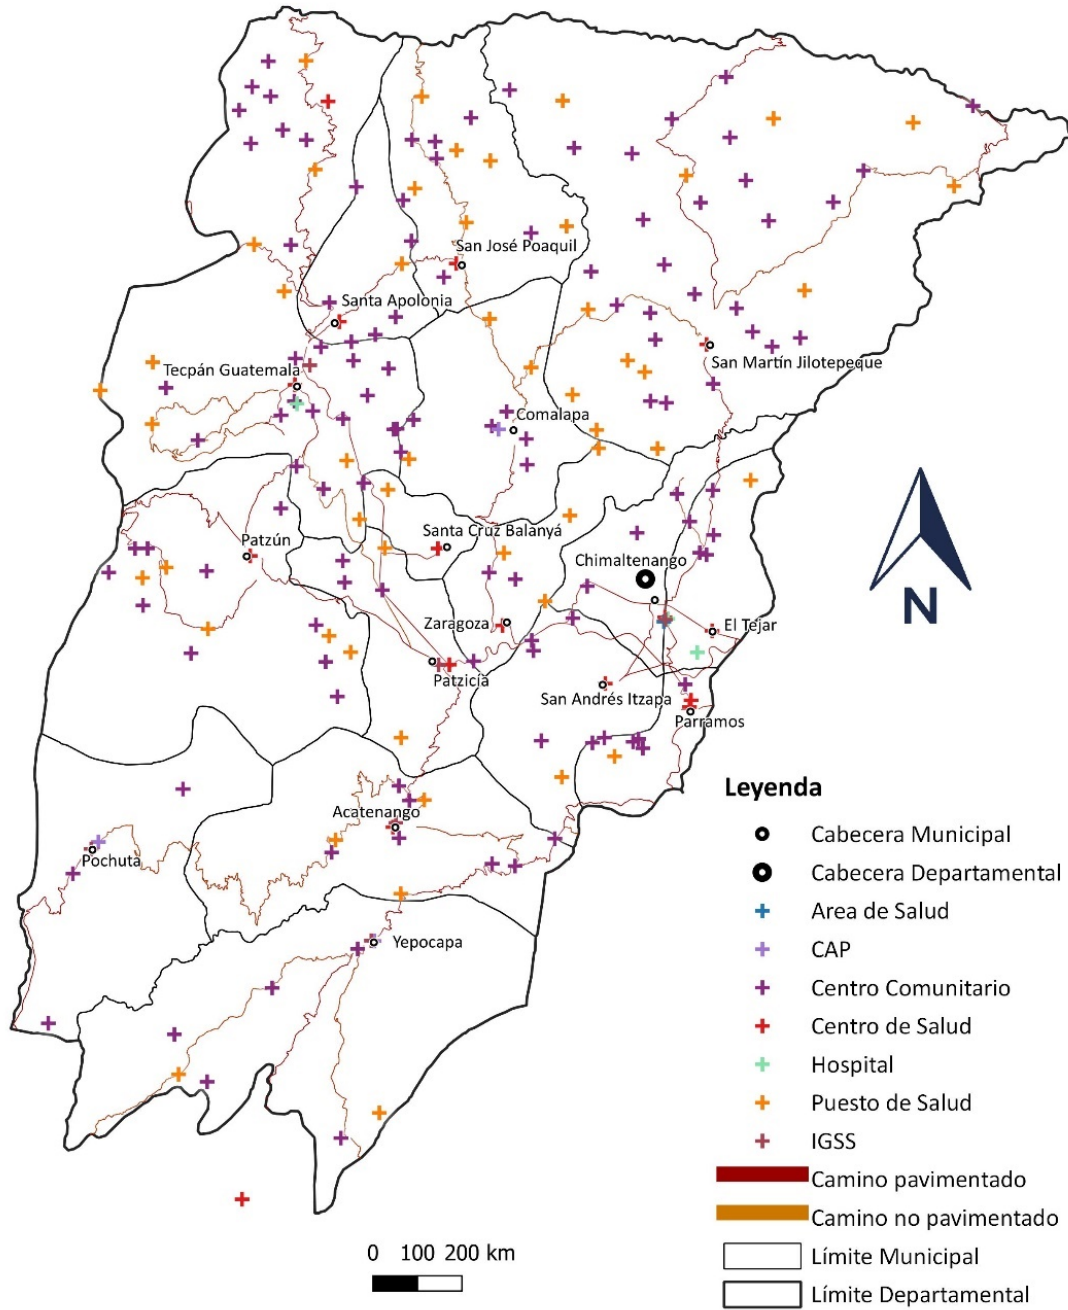 San José Poaquil
Santa Apolonia
San Martín Jilotepeque
Tecpán Guatemala
Comalapa
Santa Cruz Balanyá
Patzún
Chimaltenango
Zaragoza
El Tejar
Patzicía
San Andrés Itzapa
Parramos
Acatenango
Pochuta
Yepocapa
N
Leyenda
Cabecera Municipal
Cabecera Departamental
Area de Salud
CAP
Centro Comunitario
Centro de Salud
Hospital
Puesto de Salud
IGSS
Camino pavimentado
Camino no pavimentado
Límite Municipal
Límite Departamental
0 100 200 km